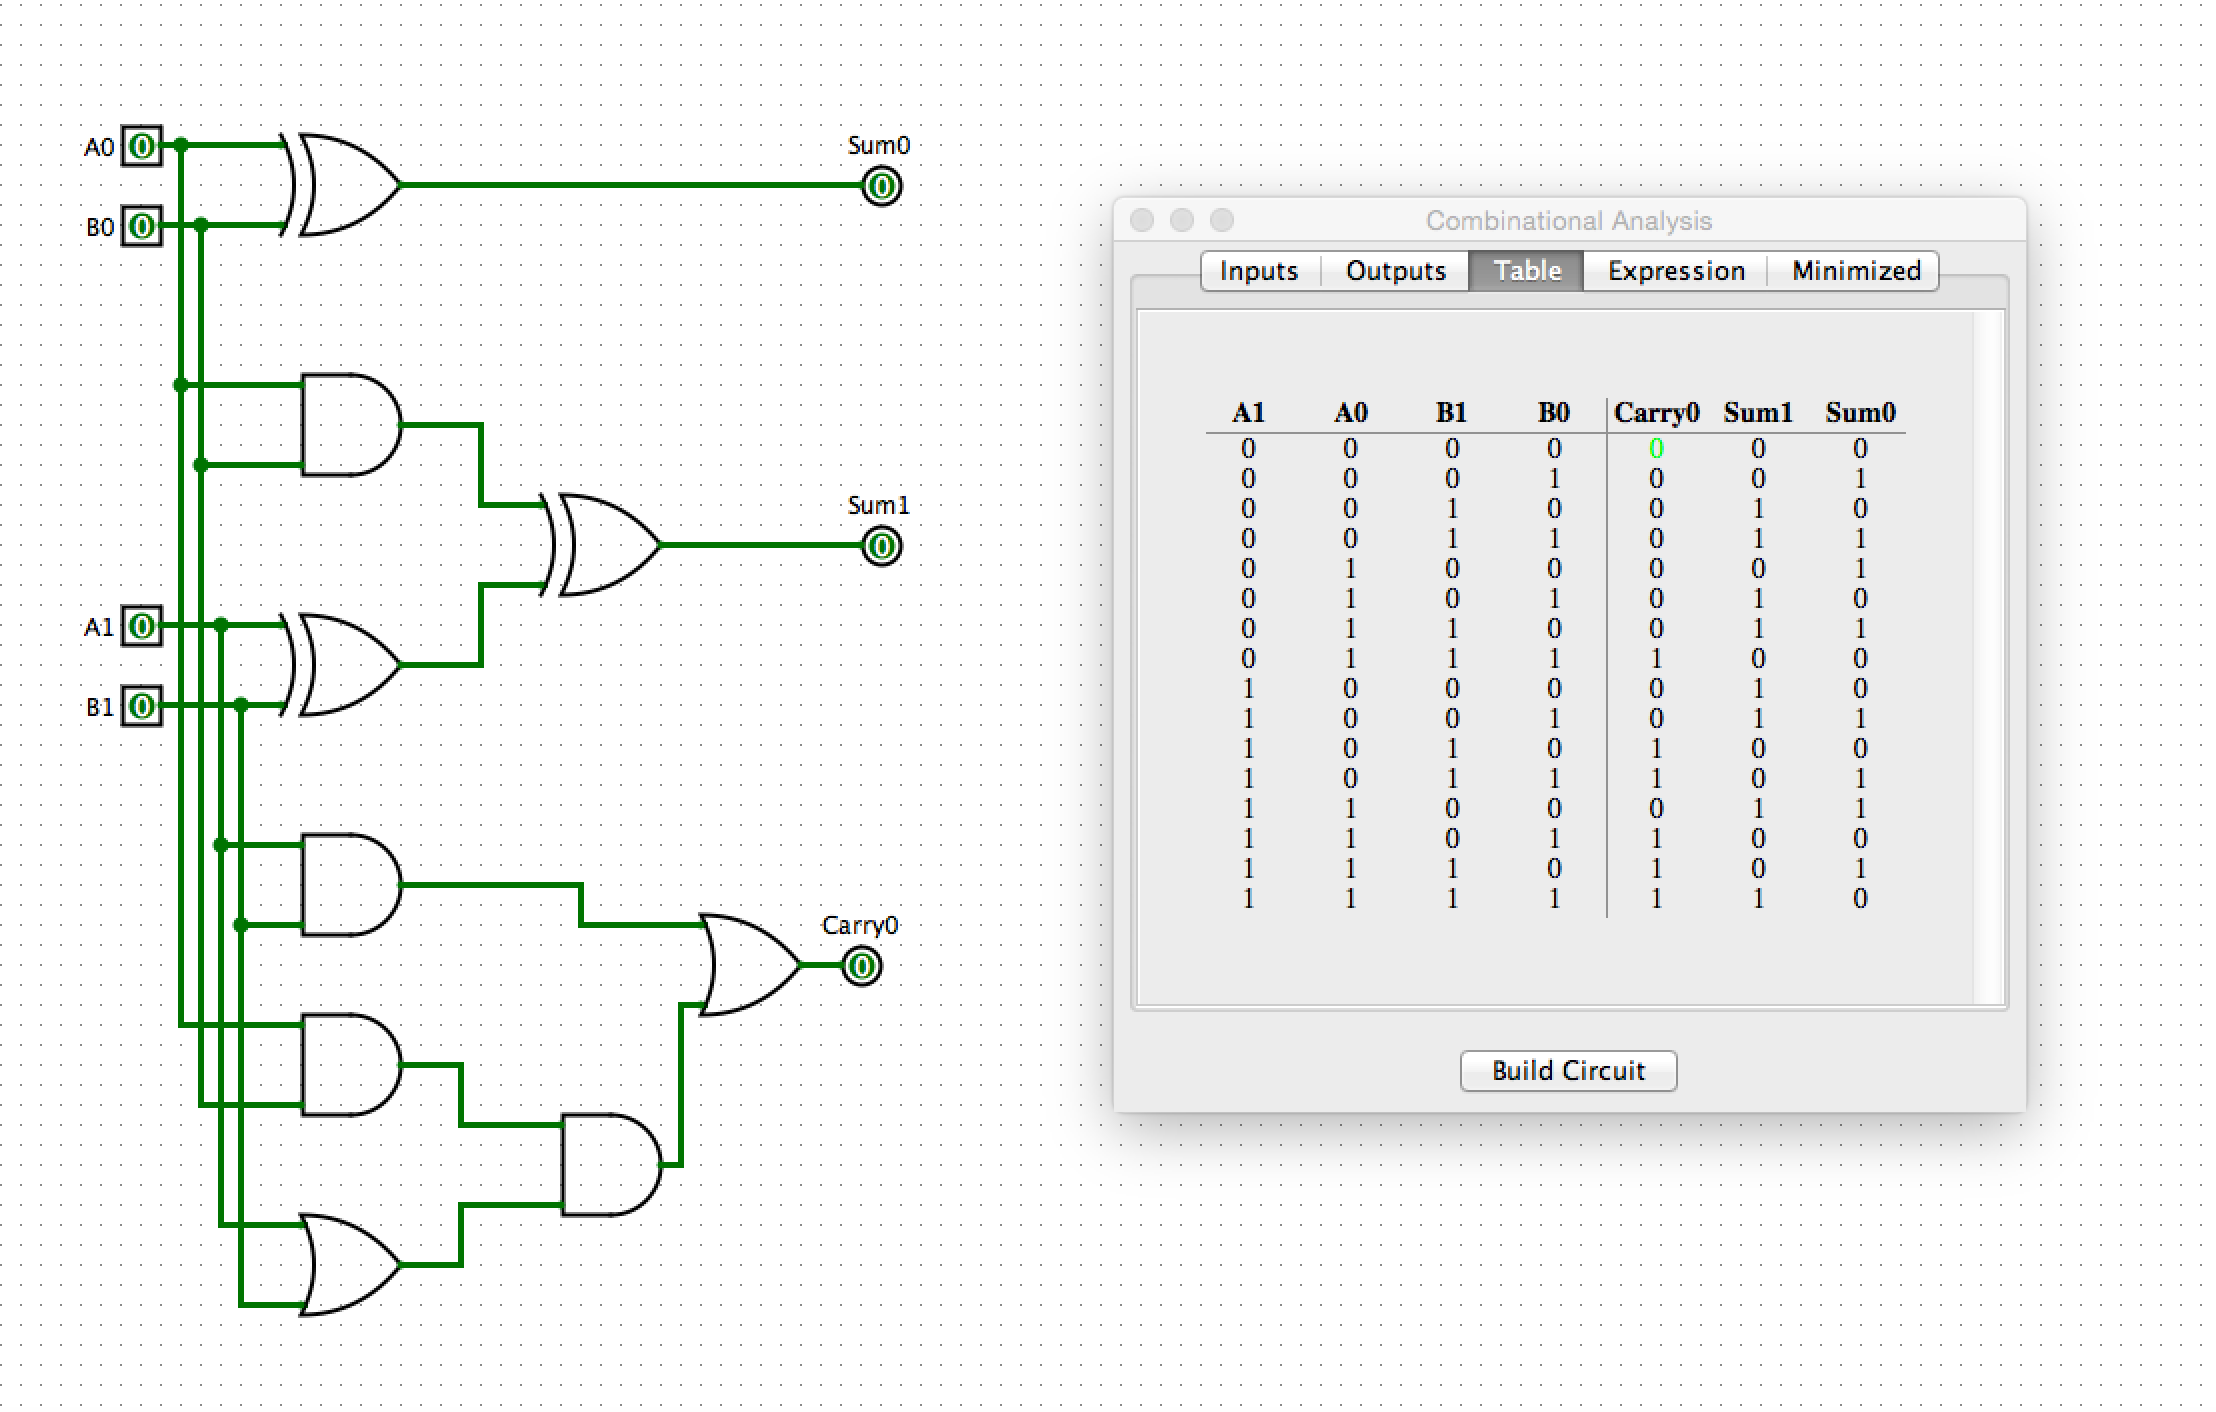 A0 0
B0 0
Sum0
0
Sum1
0
A1 0
B1 0
Carry0
0
Combinational Analysis
Inputs Outputs Table Expression Minimized
A1 A0 B1 B0 Carry0 Sum1 Sum0
0 0 0 0 0 0 0
0 0 0 1 0 0 1
0 0 1 0 0 1 0
0 0 1 1 0 1 1
0 1 0 0 0 0 1
0 1 0 1 0 1 0
0 1 1 0 0 1 1
0 1 1 1 1 0 0
1 0 0 0 0 1 0
1 0 0 1 0 1 1
1 0 1 0 1 0 0
1 0 1 1 1 0 1
1 1 0 0 0 1 1
1 1 0 1 1 0 0
1 1 1 0 1 0 1
1 1 1 1 1 1 0
Build Circuit